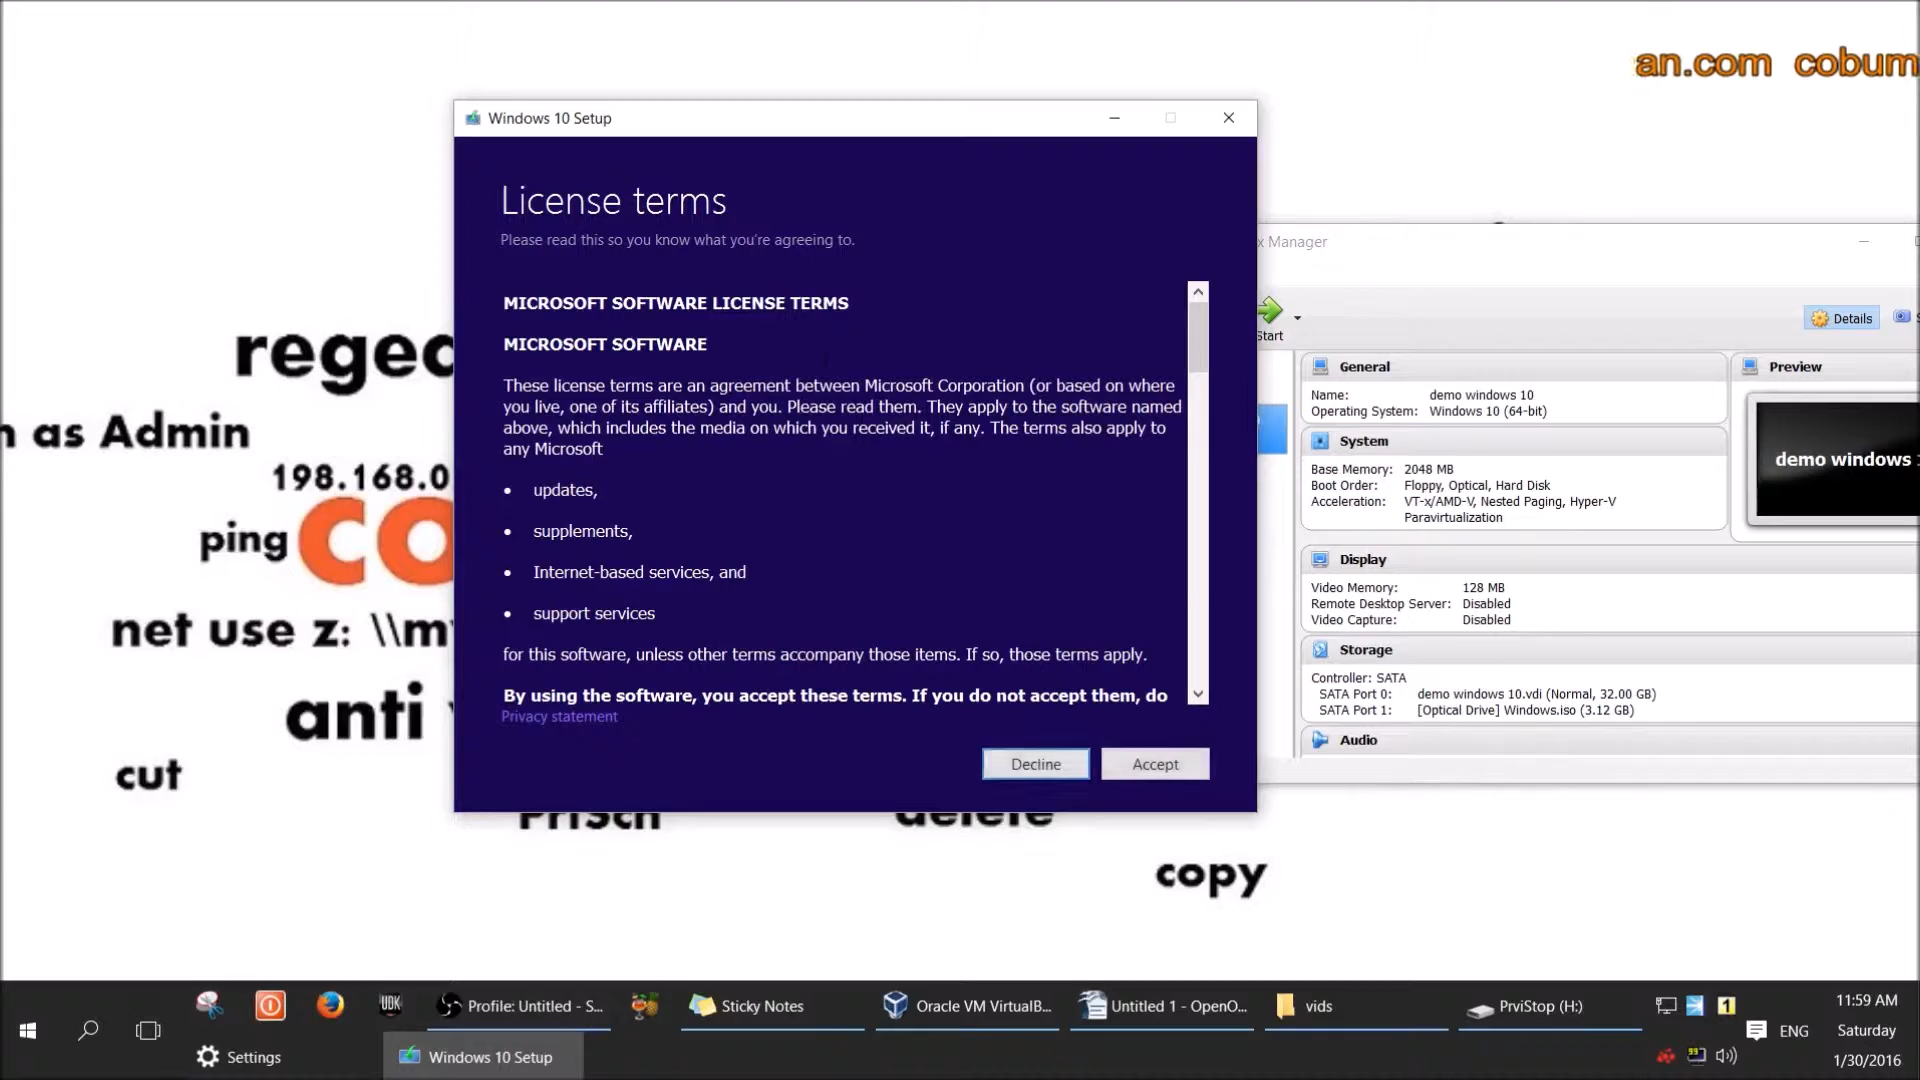 an.com cobum
Windows 10 Setup
License terms
Please read this so you know what you're agreeing to.
MICROSOFT SOFTWARE LICENSE TERMS
MICROSOFT SOFTWARE
These license terms are an agreement between Microsoft Corporation (or based on where
you live, one of its affiliates) and you. Please read them. They apply to the software named
above, which includes the media on which you received it, if any. The terms also apply to
any Microsoft
• updates,
• supplements,
• Internet-based services, and
• support services
for this software, unless other terms accompany those items. If so, those terms apply.
By using the software, you accept these terms. If you do not accept them, do
Privacy statement
Decline
Accept
x Manager
Start
Details
General
Name: demo windows 10
Operating System: Windows 10 (64-bit)
System
Base Memory: 2048 MB
Boot Order: Floppy, Optical, Hard Disk
Acceleration: VT-x/AMD-V, Nested Paging, Hyper-V
Paravirtualization
Display
Video Memory: 128 MB
Remote Desktop Server: Disabled
Video Capture: Disabled
Storage
Controller: SATA
SATA Port 0: demo windows 10.vdi (Normal, 32.00 GB)
SATA Port 1: [Optical Drive] Windows.iso (3.12 GB)
Audio
Preview
demo windows
n as Admin
198.168.0
ping
CO
net use z: \\m
anti
cut
PrtScn
delete
copy
UDK
Profile: Untitled - S...
Sticky Notes
Oracle VM VirtualB...
Untitled 1 - OpenO...
vids
PrviStop (H:)
Settings
Windows 10 Setup
1
99
ENG
11:59 AM
Saturday
1/30/2016